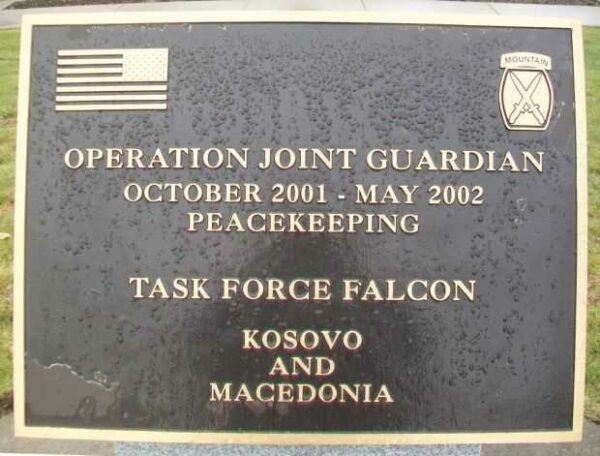 MOUNTAIN
OPERATION JOINT GUARDIAN
OCTOBER 2001 - MAY 2002
PEACEKEEPING
TASK FORCE FALCON
KOSOVO
AND
MACEDONIA